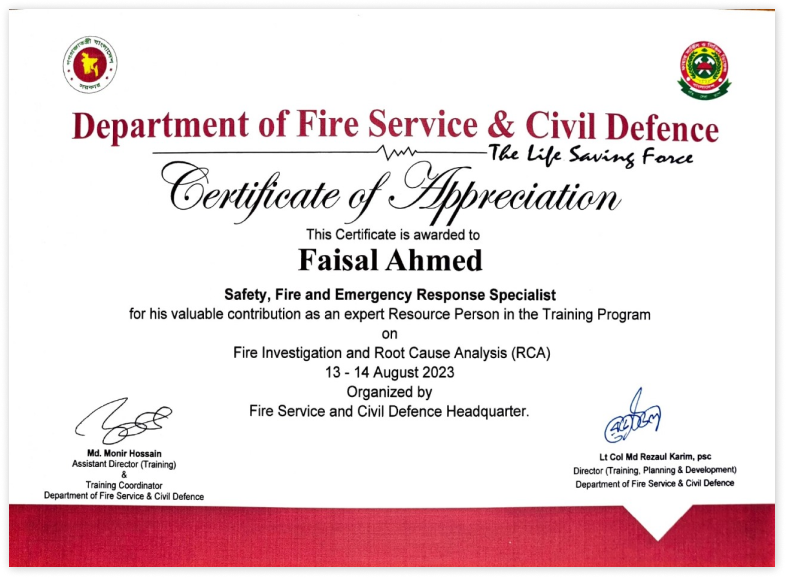 গণপ্রজাতন্ত্রী বাংলাদেশ
সরকার
Department of Fire Service & Civil Defence
The Life Saving Force
Certificate of Appreciation
This Certificate is awarded to
Faisal Ahmed
Safety, Fire and Emergency Response Specialist
for his valuable contribution as an expert Resource Person in the Training Program
on
Fire Investigation and Root Cause Analysis (RCA)
13 - 14 August 2023
Organized by
Fire Service and Civil Defence Headquarter.
Md. Monir Hossain
Assistant Director (Training)
&
Training Coordinator
Department of Fire Service & Civil Defence
Lt Col Md Rezaul Karim, psc
Director (Training, Planning & Development)
Department of Fire Service & Civil Defence